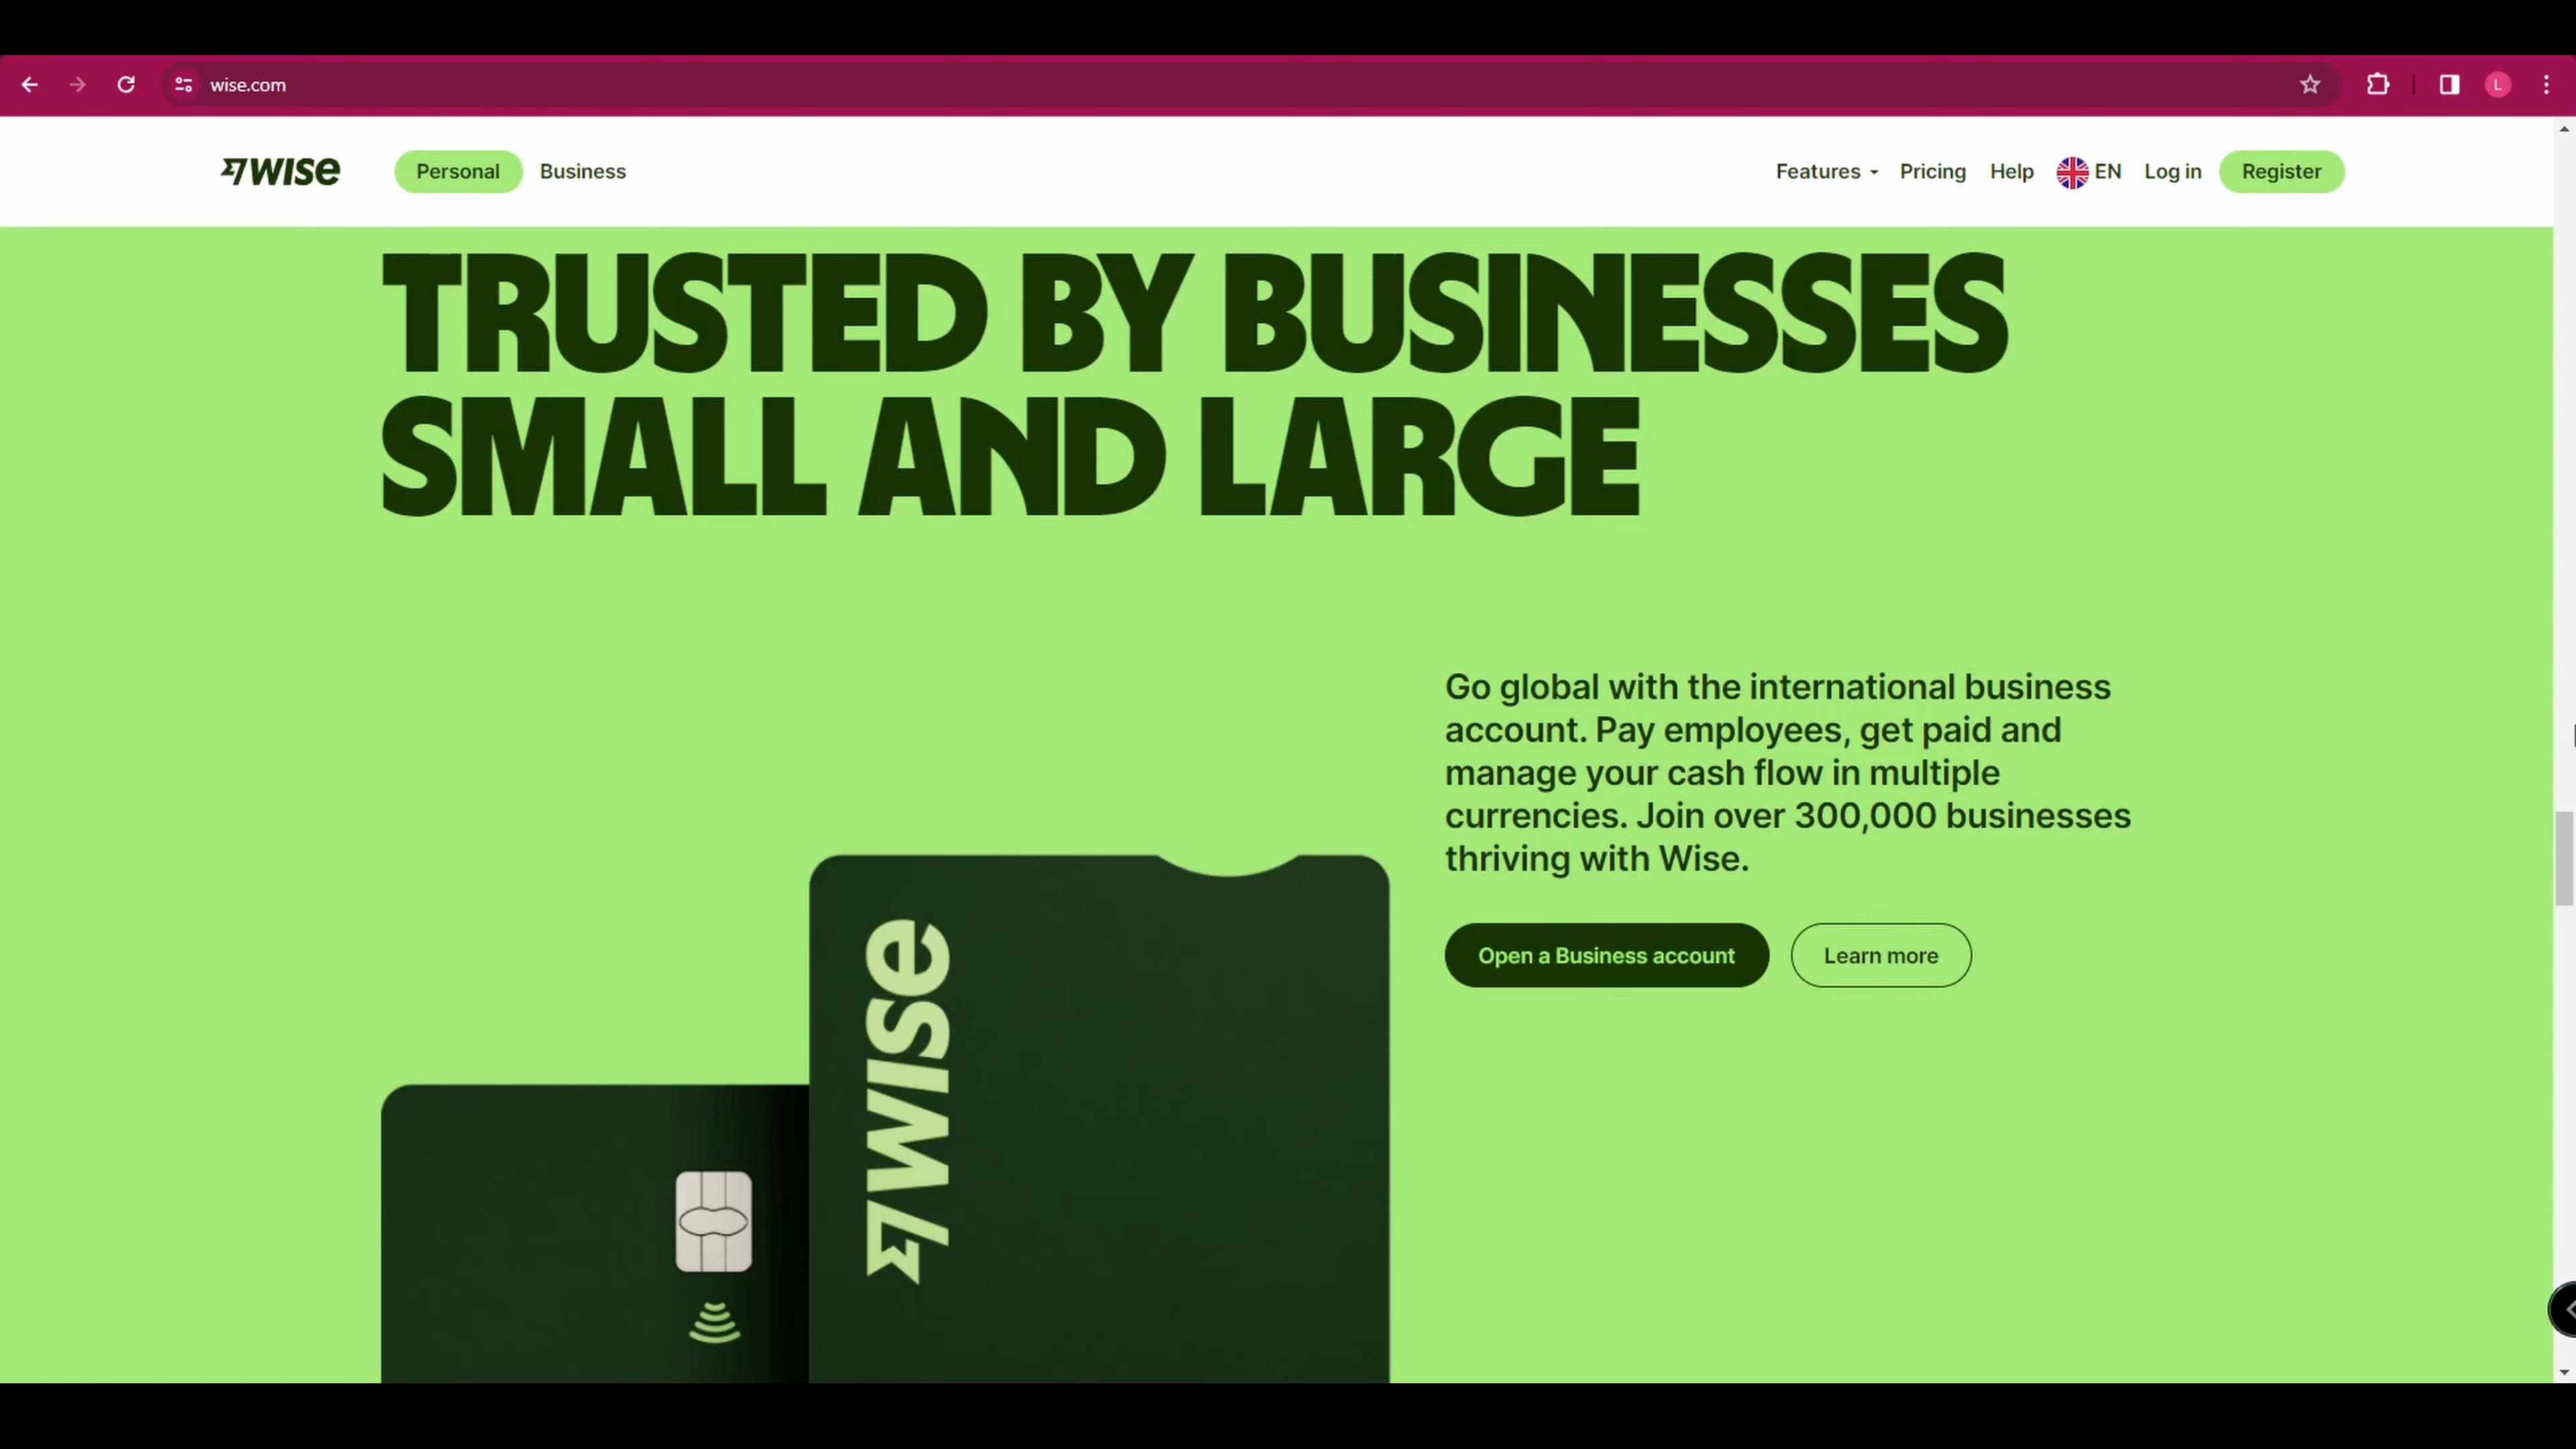 wise.com
L
WISE
Personal
Business
Features
Pricing
Help
EN
Log in
Register
TRUSTED BY BUSINESSES
SMALL AND LARGE
Go global with the international business
account. Pay employees, get paid and
manage your cash flow in multiple
currencies. Join over 300,000 businesses
thriving with Wise.
Open a Business account
Learn more
WISE